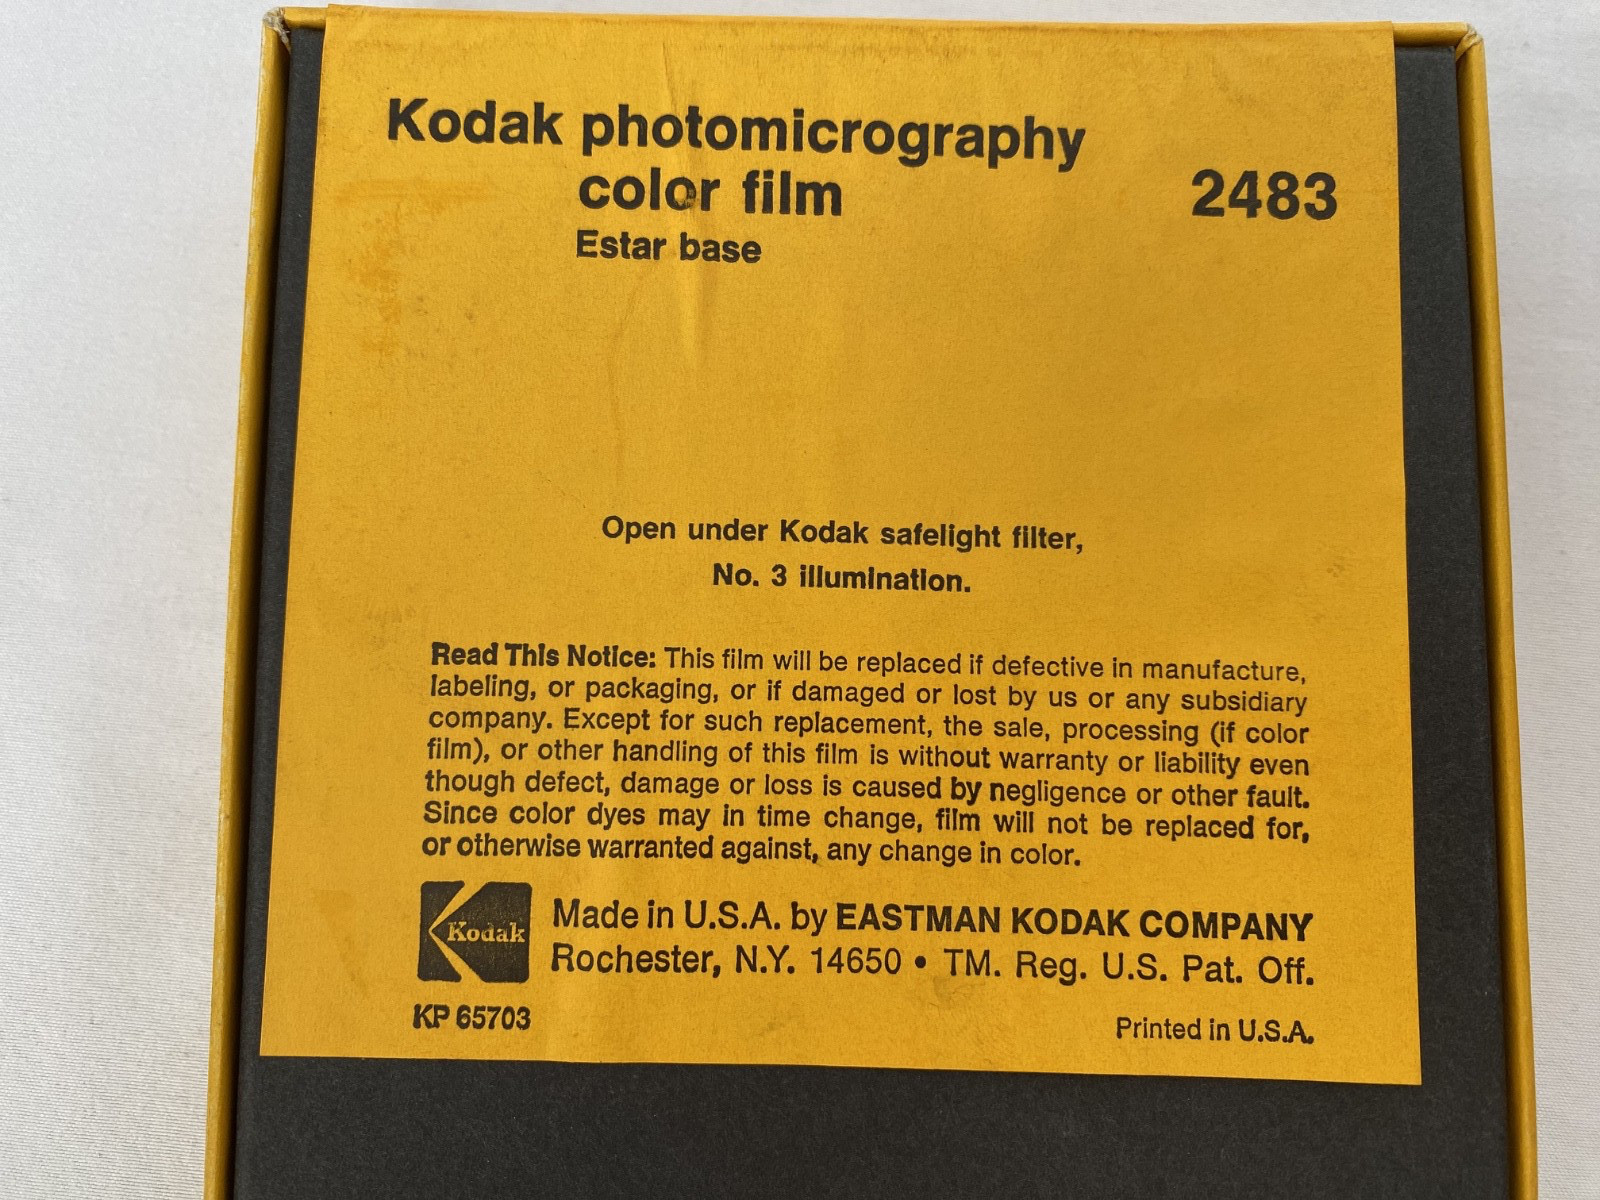 Kodak photomicrography
color film 2483
Estar base
Open under Kodak safelight filter,
No. 3 illumination.
Read This Notice: This film will be replaced if defective in manufacture,
labeling, or packaging, or if damaged or lost by us or any subsidiary
company. Except for such replacement, the sale, processing (if color
film), or other handling of this film is without warranty or liability even
though defect, damage or loss is caused by negligence or other fault.
Since color dyes may in time change, film will not be replaced for,
or otherwise warranted against, any change in color.
Kodak
Made in U.S.A. by EASTMAN KODAK COMPANY
Rochester, N.Y. 14650 • TM. Reg. U.S. Pat. Off.
KP 65703
Printed in U.S.A.